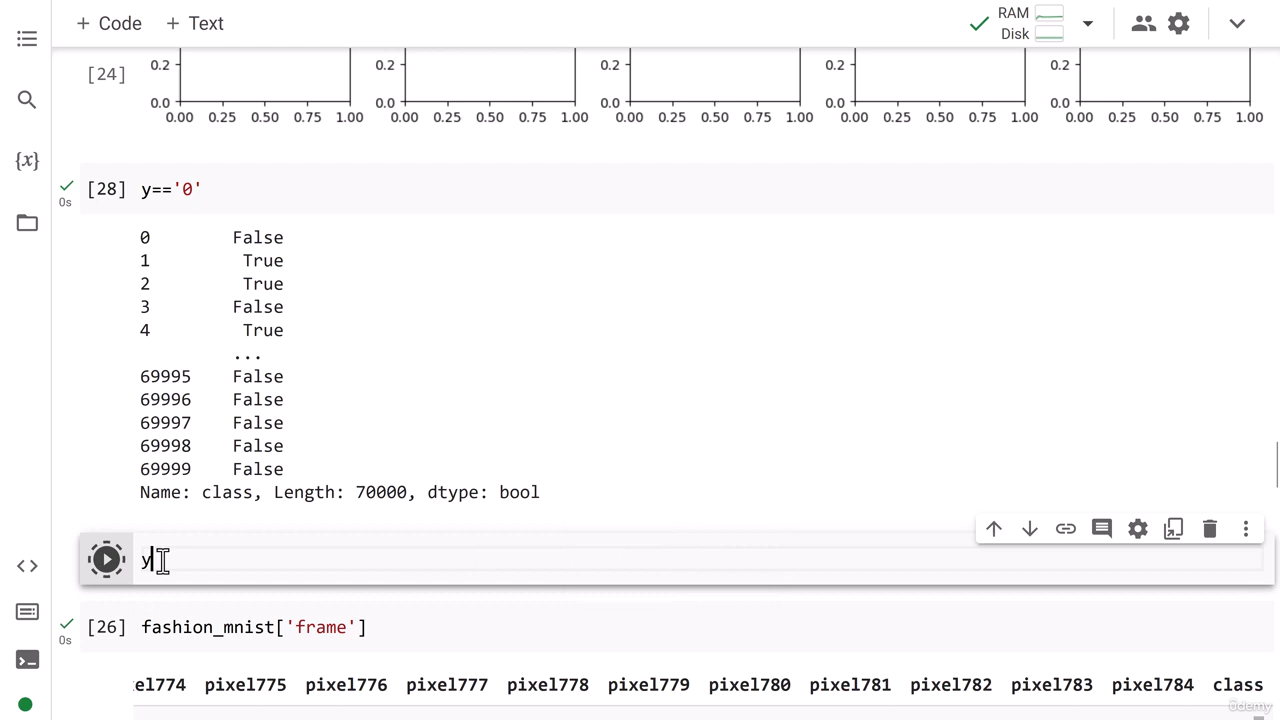 + Code + Text
RAM
Disk
[24]
0.2 0.2 0.2 0.2 0.2
0.0 0.0 0.0 0.0 0.0
0.00 0.25 0.50 0.75 1.00 0.00 0.25 0.50 0.75 1.00 0.00 0.25 0.50 0.75 1.00 0.00 0.25 0.50 0.75 1.00 0.00 0.25 0.50 0.75 1.00
{x}
[28] y=='0'
0s
0 False
1 True
2 True
3 False
4 True
...
69995 False
69996 False
69997 False
69998 False
69999 False
Name: class, Length: 70000, dtype: bool
y
[26] fashion_mnist['frame']
0s
el774 pixel775 pixel776 pixel777 pixel778 pixel779 pixel780 pixel781 pixel782 pixel783 pixel784 class
ûdemy